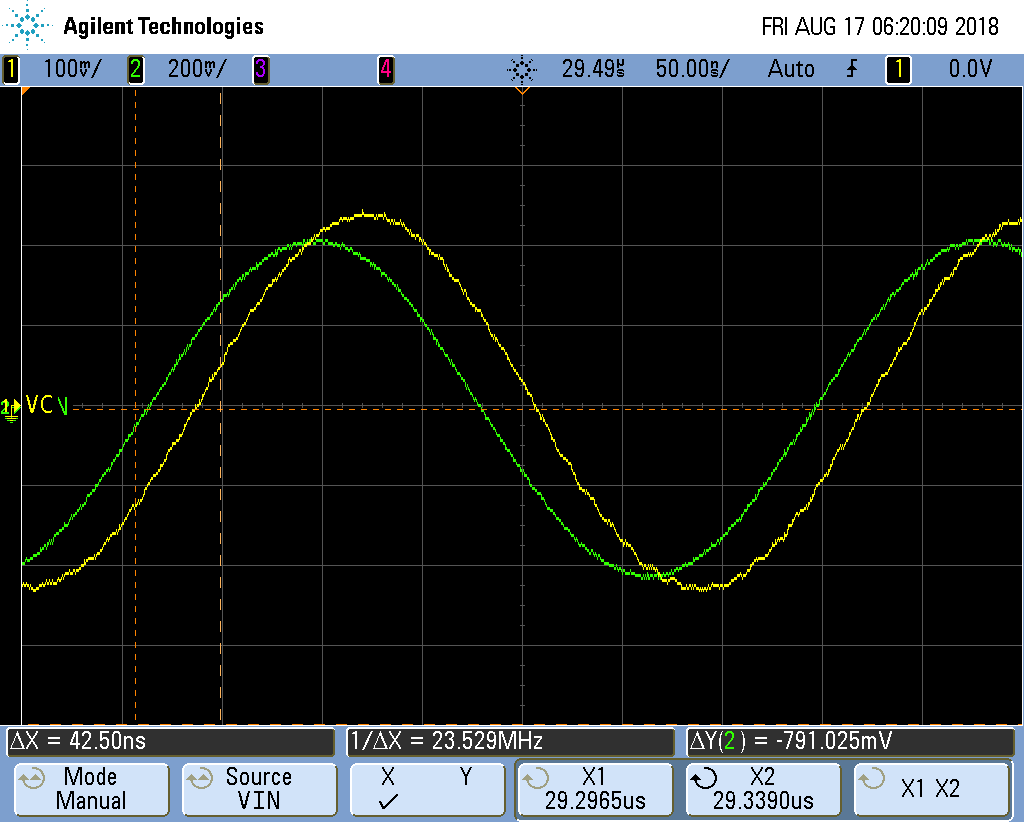 Agilent Technologies FRI AUG 17 06:20:09 2018
1 100mV/ 2 200mV/ 3 4 29.49us 50.00ns/ Auto 1 0.0V
VC
ΔX = 42.50ns 1/ΔX = 23.529MHz ΔY(2) = -791.025mV
Mode Source X Y X1 X2 X1 X2
Manual VIN 29.2965us 29.3390us